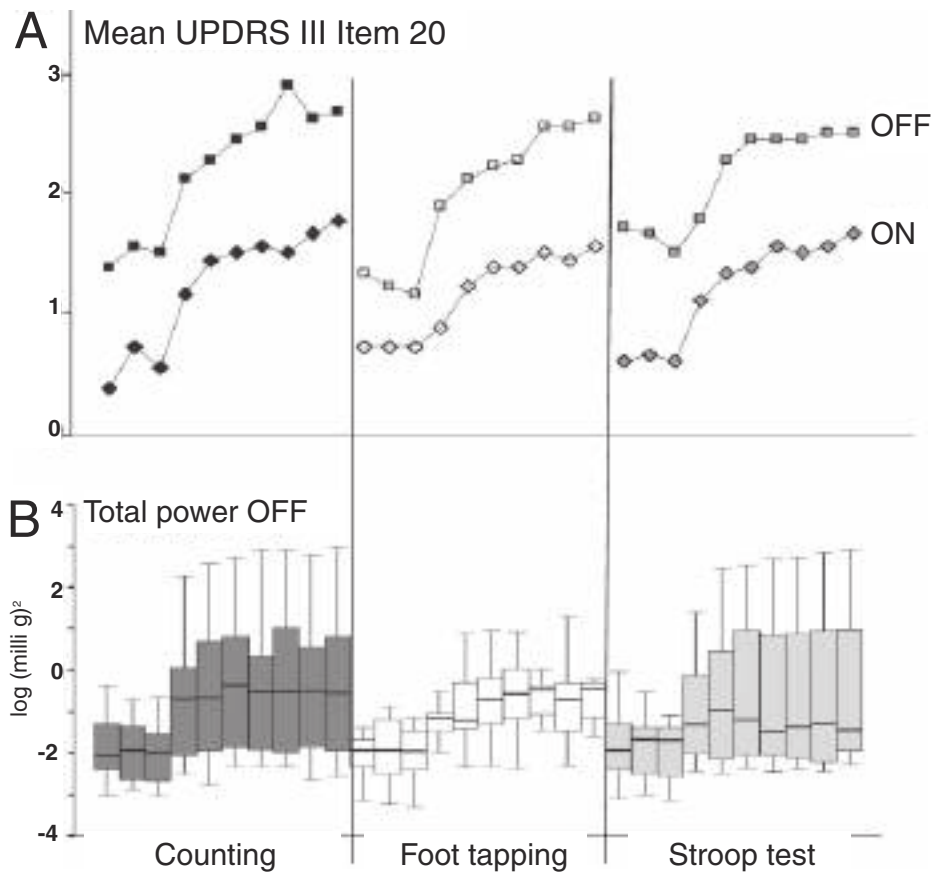 A Mean UPDRS III Item 20
3
2
1
0
OFF
ON
B Total power OFF
4
2
0
-2
-4
log (milli g)²
Counting Foot tapping Stroop test